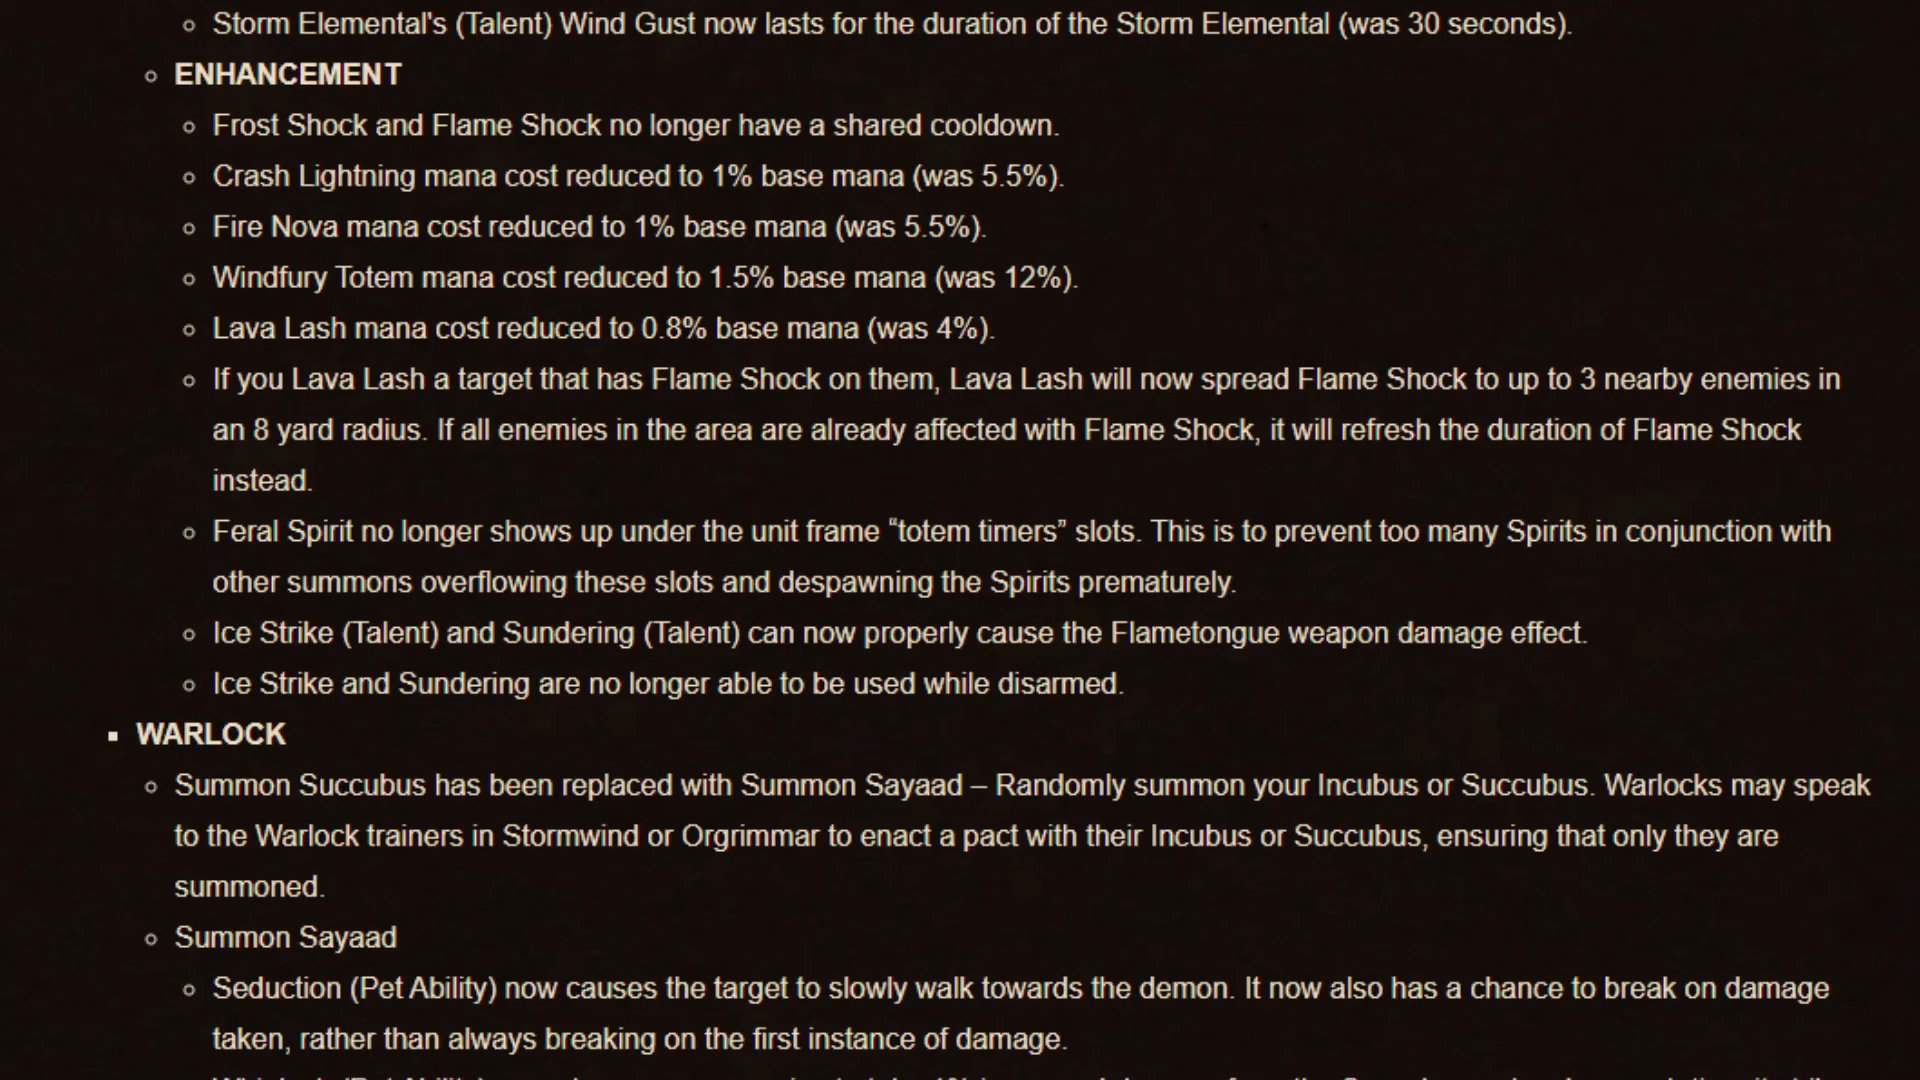 Storm Elemental's (Talent) Wind Gust now lasts for the duration of the Storm Elemental (was 30 seconds).
ENHANCEMENT
Frost Shock and Flame Shock no longer have a shared cooldown.
Crash Lightning mana cost reduced to 1% base mana (was 5.5%).
Fire Nova mana cost reduced to 1% base mana (was 5.5%).
Windfury Totem mana cost reduced to 1.5% base mana (was 12%).
Lava Lash mana cost reduced to 0.8% base mana (was 4%).
If you Lava Lash a target that has Flame Shock on them, Lava Lash will now spread Flame Shock to up to 3 nearby enemies in
an 8 yard radius. If all enemies in the area are already affected with Flame Shock, it will refresh the duration of Flame Shock
instead.
Feral Spirit no longer shows up under the unit frame “totem timers” slots. This is to prevent too many Spirits in conjunction with
other summons overflowing these slots and despawning the Spirits prematurely.
Ice Strike (Talent) and Sundering (Talent) can now properly cause the Flametongue weapon damage effect.
Ice Strike and Sundering are no longer able to be used while disarmed.
WARLOCK
Summon Succubus has been replaced with Summon Sayaad – Randomly summon your Incubus or Succubus. Warlocks may speak
to the Warlock trainers in Stormwind or Orgrimmar to enact a pact with their Incubus or Succubus, ensuring that only they are
summoned.
Summon Sayaad
Seduction (Pet Ability) now causes the target to slowly walk towards the demon. It now also has a chance to break on damage
taken, rather than always breaking on the first instance of damage.